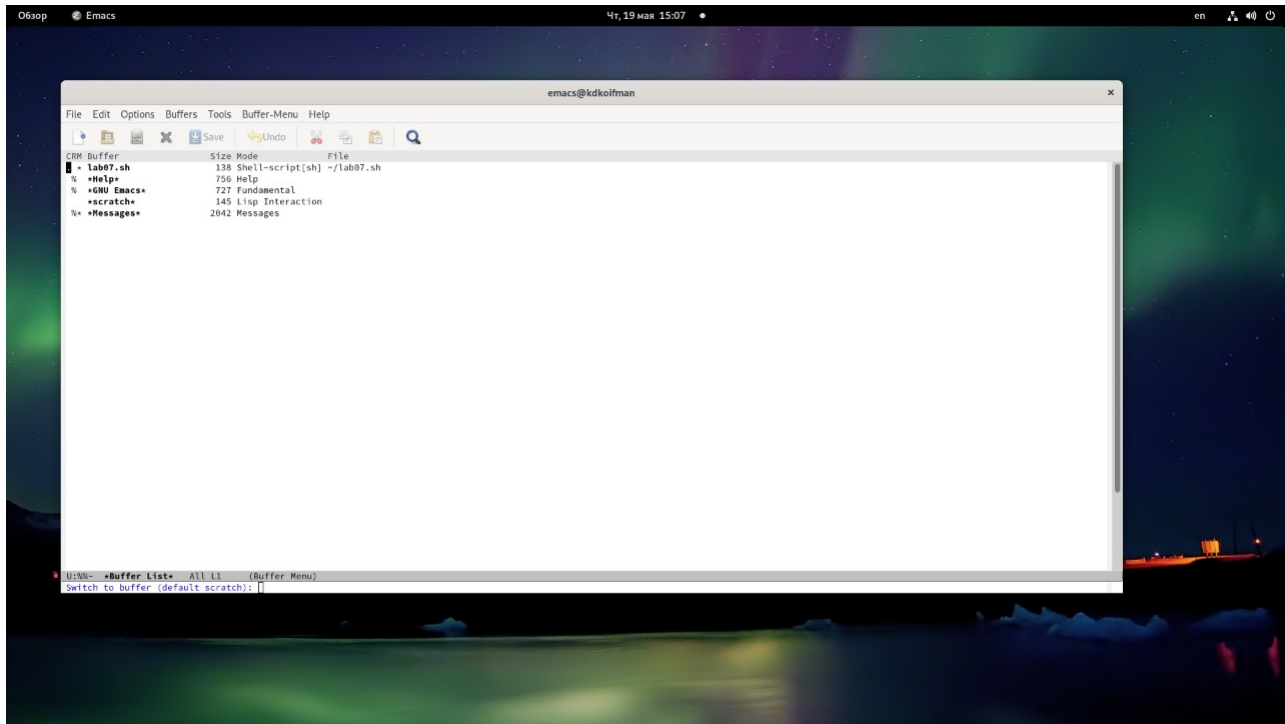 Обзор Emacs Чт, 19 мая 15:07 en
emacs@kdkoifman
File Edit Options Buffers Tools Buffer-Menu Help
Save Undo
CRM Buffer Size Mode File
. * lab07.sh 138 Shell-script[sh] ~/lab07.sh
% *Help* 756 Help
% *GNU Emacs* 727 Fundamental
*scratch* 145 Lisp Interaction
%* *Messages* 2042 Messages
U:%%- *Buffer List* All L1 (Buffer Menu)
Switch to buffer (default scratch):